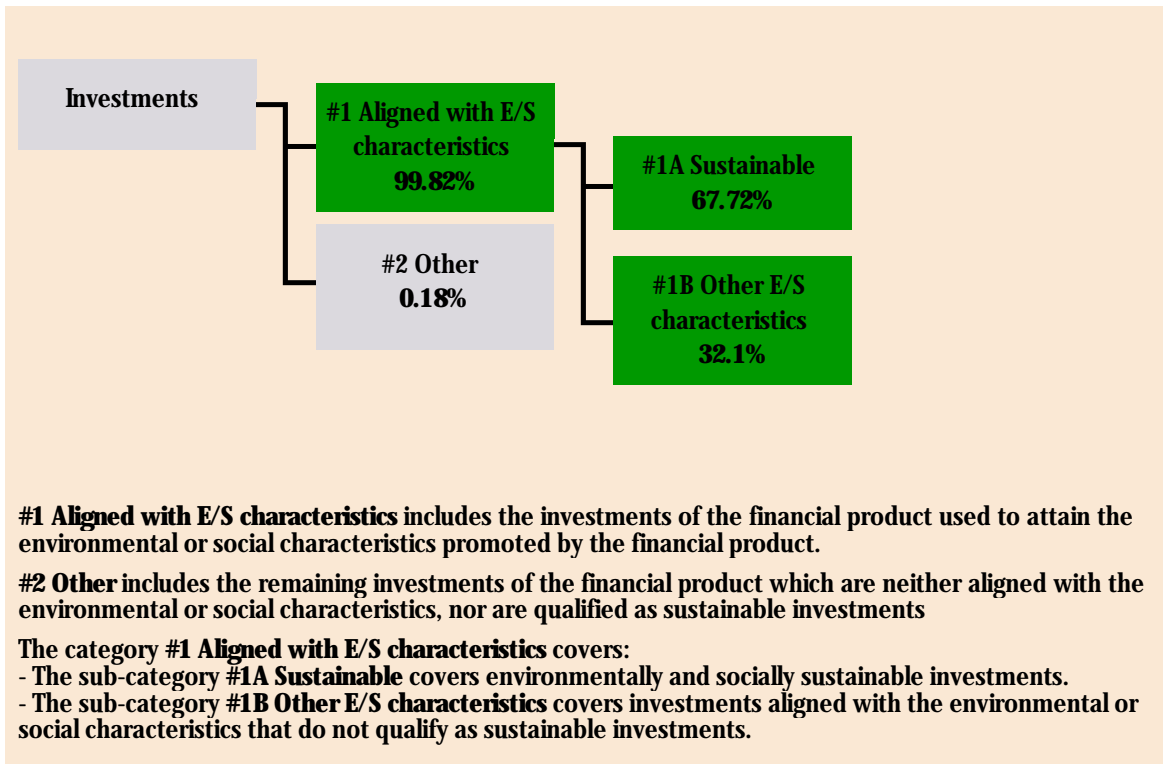 Investments
#1 Aligned with E/S
characteristics
99.82%
#2 Other
0.18%
#1A Sustainable
67.72%
#1B Other E/S
characteristics
32.1%
#1 Aligned with E/S characteristics includes the investments of the financial product used to attain the
environmental or social characteristics promoted by the financial product.
#2 Other includes the remaining investments of the financial product which are neither aligned with the
environmental or social characteristics, nor are qualified as sustainable investments
The category #1 Aligned with E/S characteristics covers:
- The sub-category #1A Sustainable covers environmentally and socially sustainable investments.
- The sub-category #1B Other E/S characteristics covers investments aligned with the environmental or
social characteristics that do not qualify as sustainable investments.